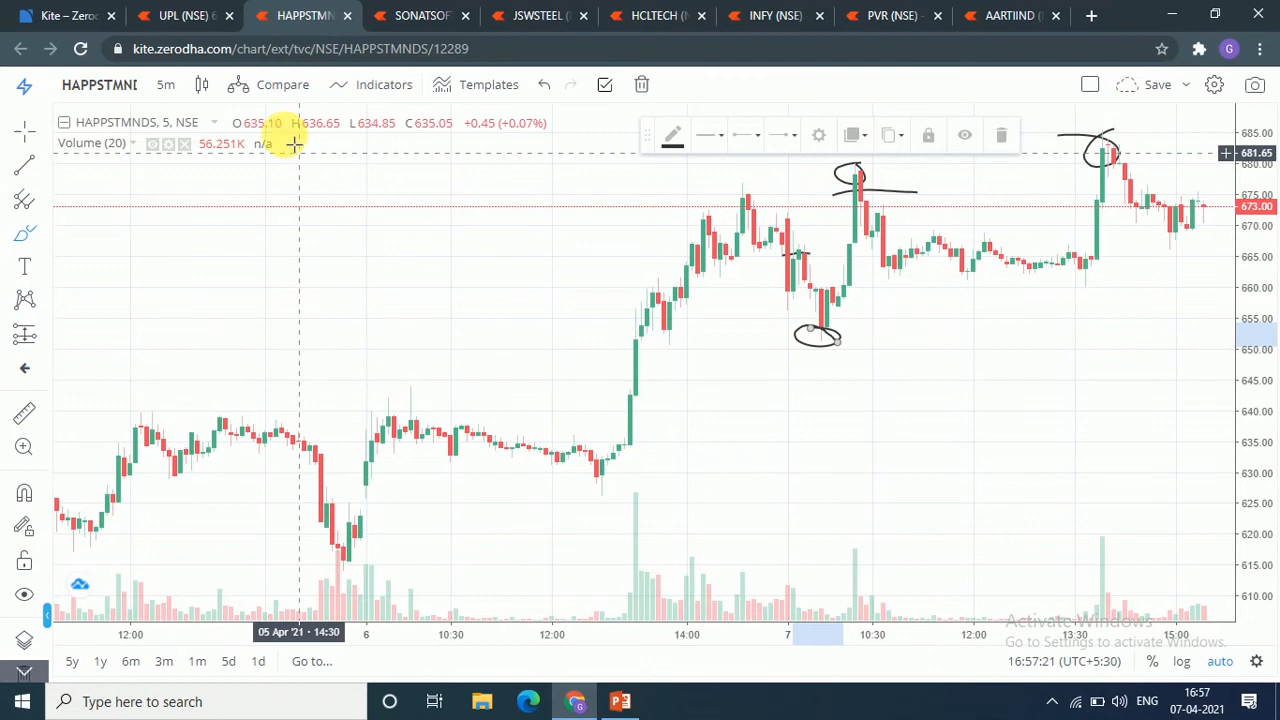 Kite – Zerod
UPL (NSE) 6
HAPPSTMN
SONATSOF
JSWSTEEL (
HCLTECH (N
INFY (NSE)
PVR (NSE) –
AARTIIND (
kite.zerodha.com/chart/ext/tvc/NSE/HAPPSTMNDS/12289
G
HAPPSTMNI
5m
Compare
Indicators
Templates
Save
HAPPSTMNDS, 5, NSE O635.10 H636.65 L634.85 C635.05 +0.45 (+0.07%)
Volume (20) 56.251K n/a
685.00
681.65
680.00
675.00
673.00
670.00
665.00
660.00
655.00
650.00
645.00
640.00
635.00
630.00
625.00
620.00
615.00
610.00
12:00 05 Apr '21 · 14:30 6 10:30 12:00 14:00 7 10:30 12:00 13:30 15:00
Activate Windows
Go to Settings to activate Windows.
5y 1y 6m 3m 1m 5d 1d Go to... 16:57:21 (UTC+5:30) % log auto
Type here to search
ENG
16:57
07-04-2021